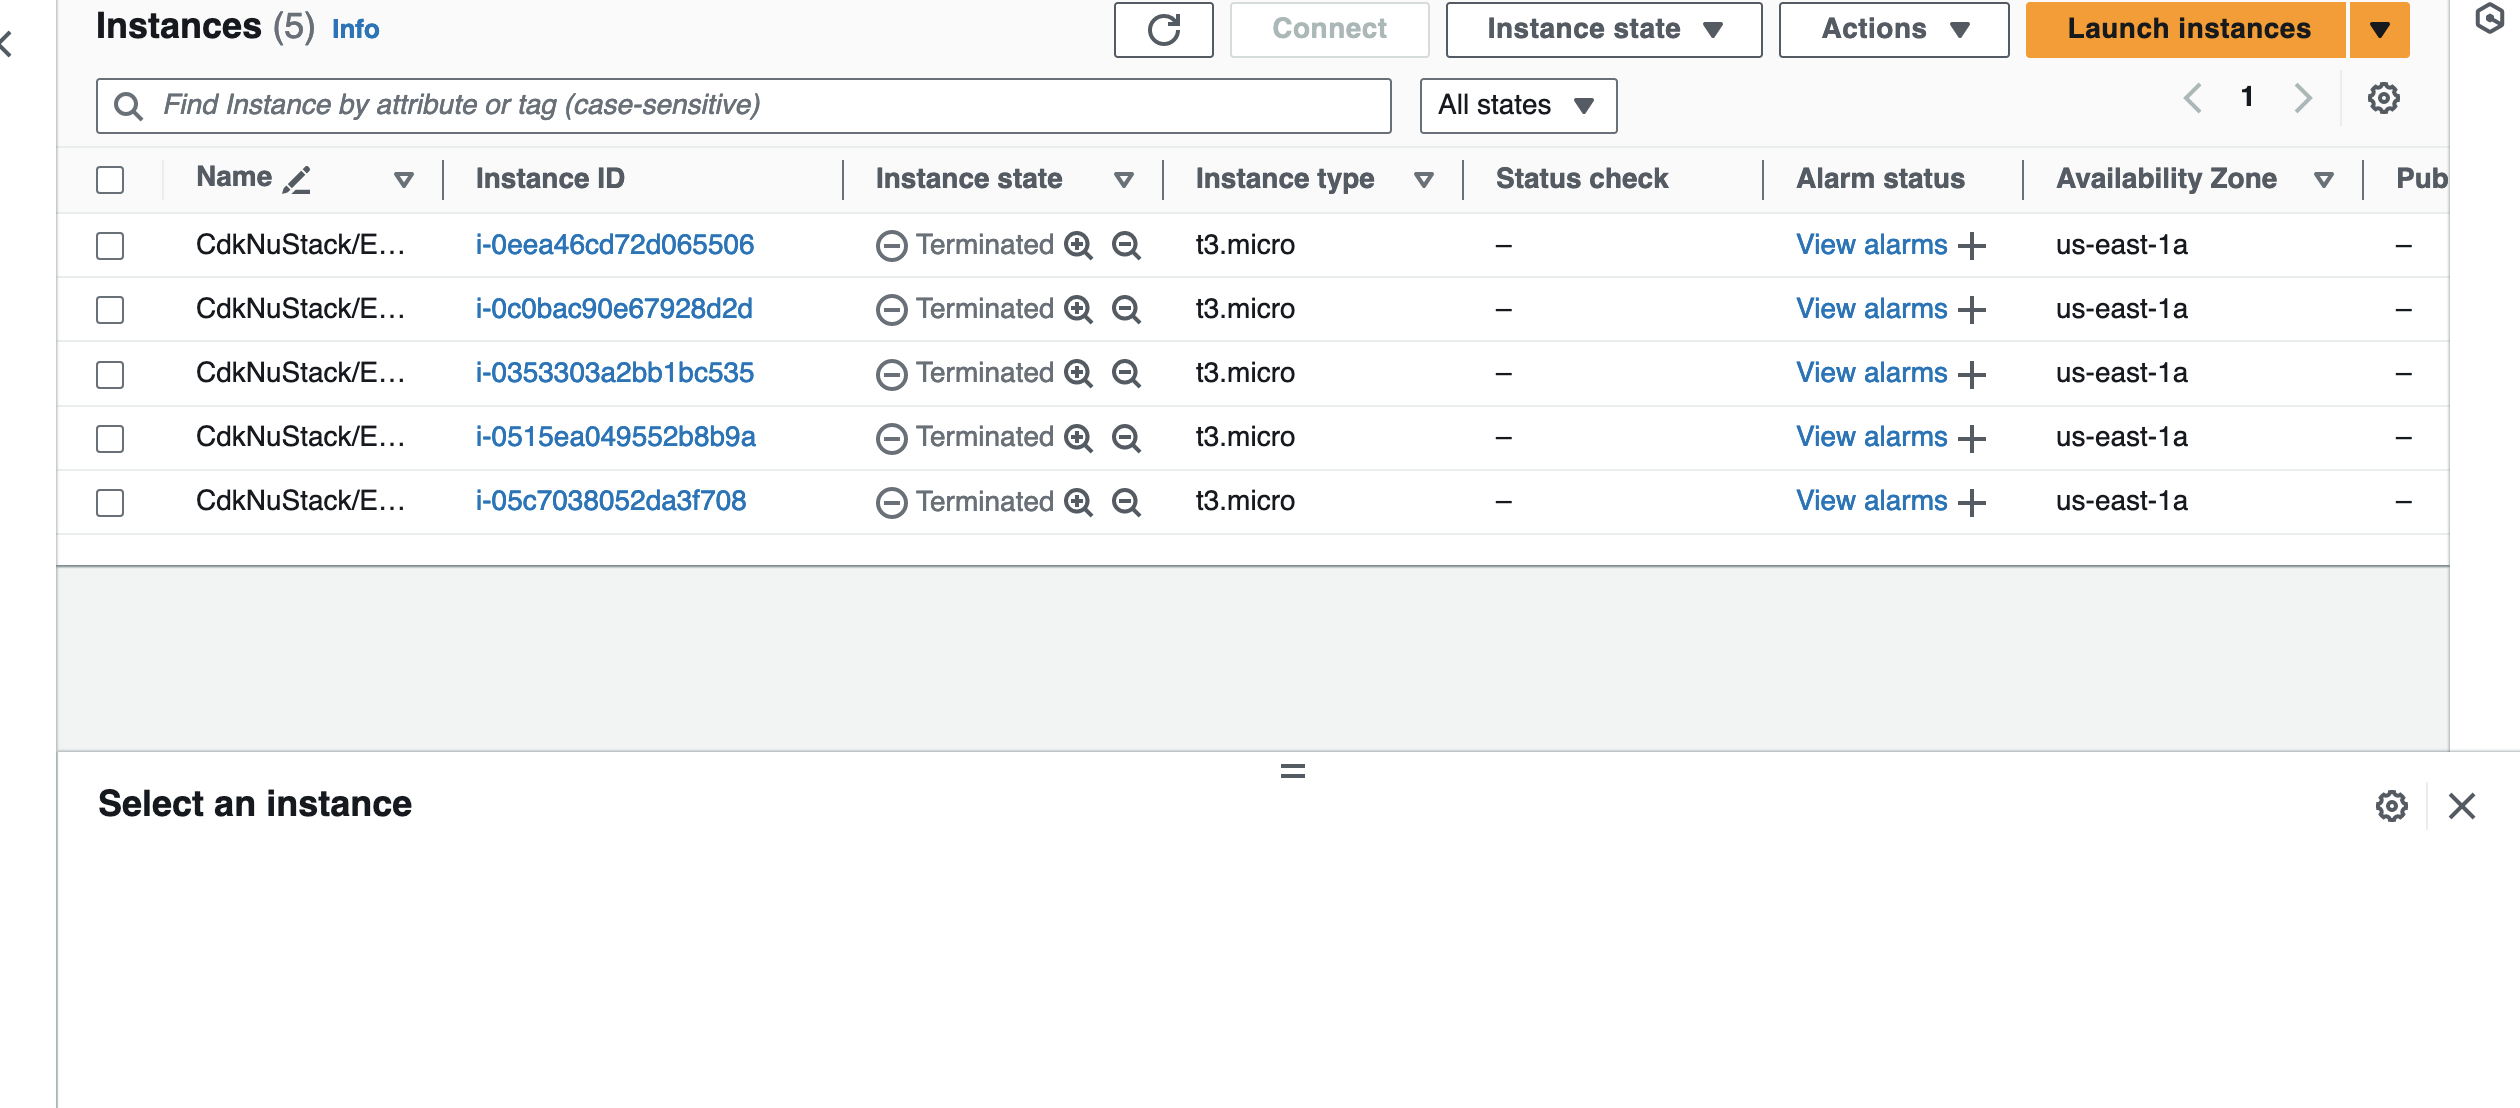 Instances (5) Info
Connect
Instance state
Actions
Launch instances
Find Instance by attribute or tag (case-sensitive)
All states
1
Name Instance ID Instance state Instance type Status check Alarm status Availability Zone Pub
CdkNuStack/E... i-0eea46cd72d065506 Terminated t3.micro – View alarms + us-east-1a –
CdkNuStack/E... i-0c0bac90e67928d2d Terminated t3.micro – View alarms + us-east-1a –
CdkNuStack/E... i-0353303a2bb1bc535 Terminated t3.micro – View alarms + us-east-1a –
CdkNuStack/E... i-0515ea049552b8b9a Terminated t3.micro – View alarms + us-east-1a –
CdkNuStack/E... i-05c7038052da3f708 Terminated t3.micro – View alarms + us-east-1a –
Select an instance